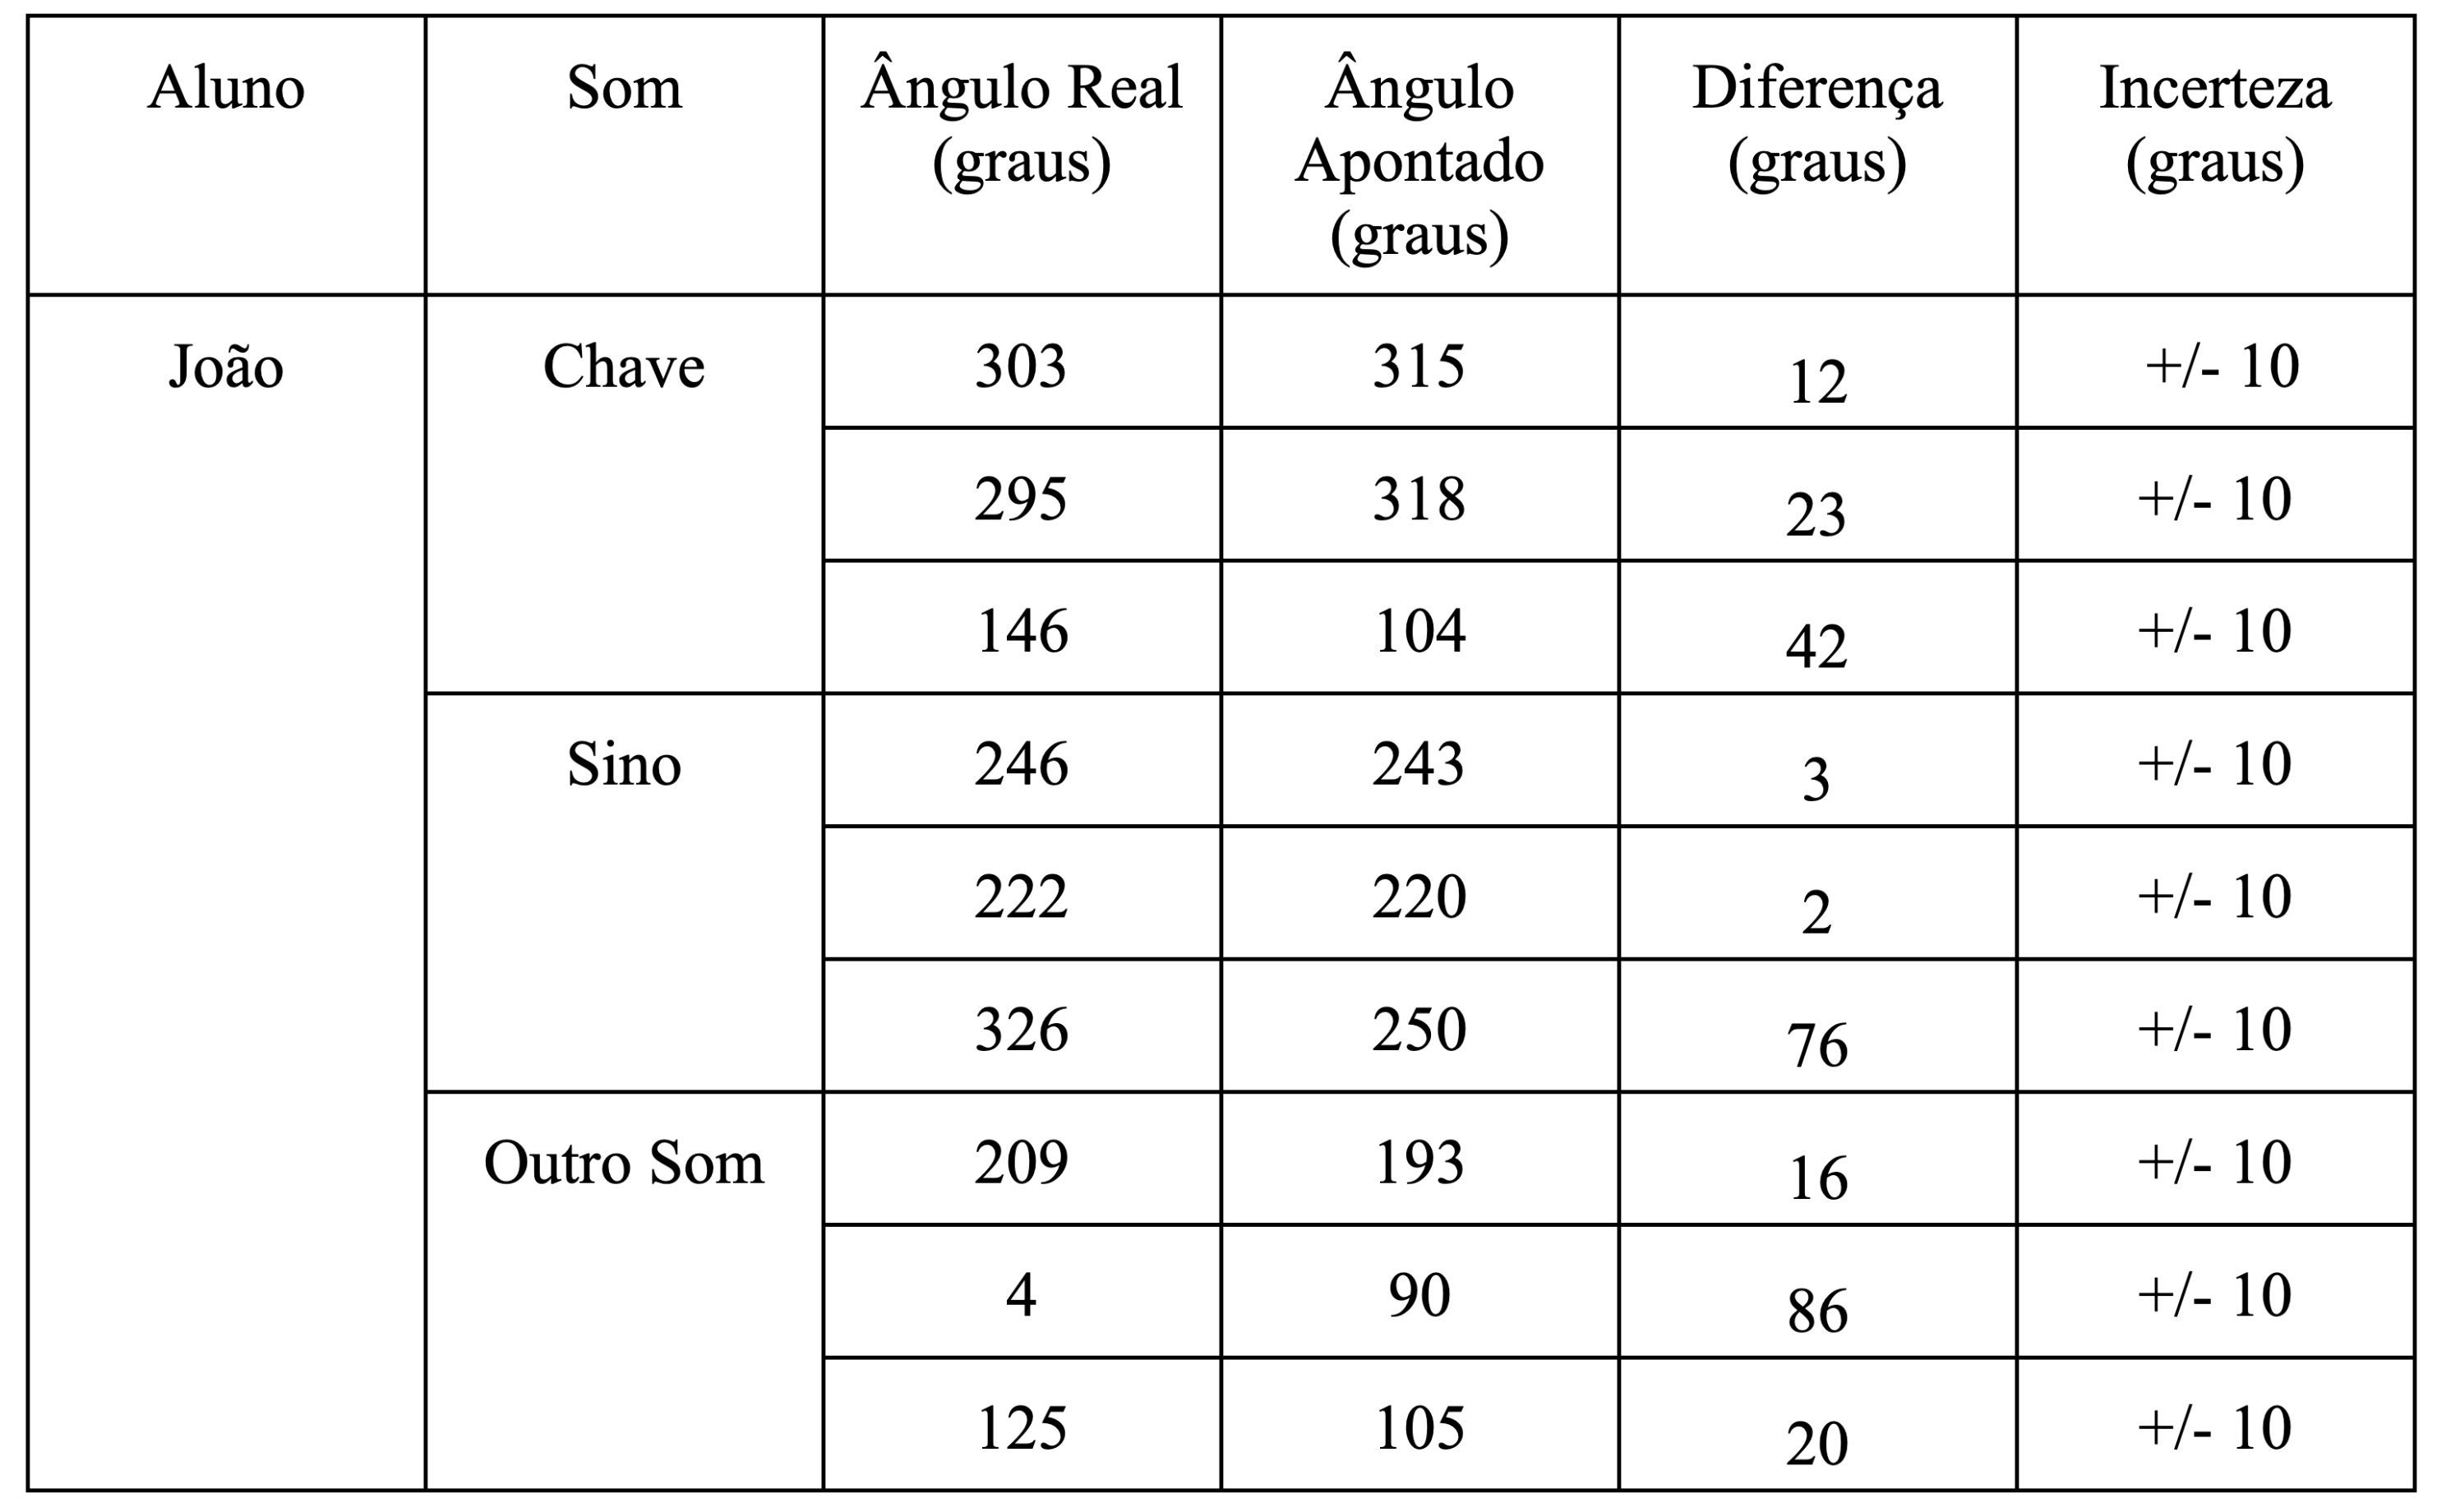 Aluno Som Ângulo Real (graus) Ângulo Apontado (graus) Diferença (graus) Incerteza (graus)
João Chave 303 315 12 +/- 10
295 318 23 +/- 10
146 104 42 +/- 10
Sino 246 243 3 +/- 10
222 220 2 +/- 10
326 250 76 +/- 10
Outro Som 209 193 16 +/- 10
4 90 86 +/- 10
125 105 20 +/- 10